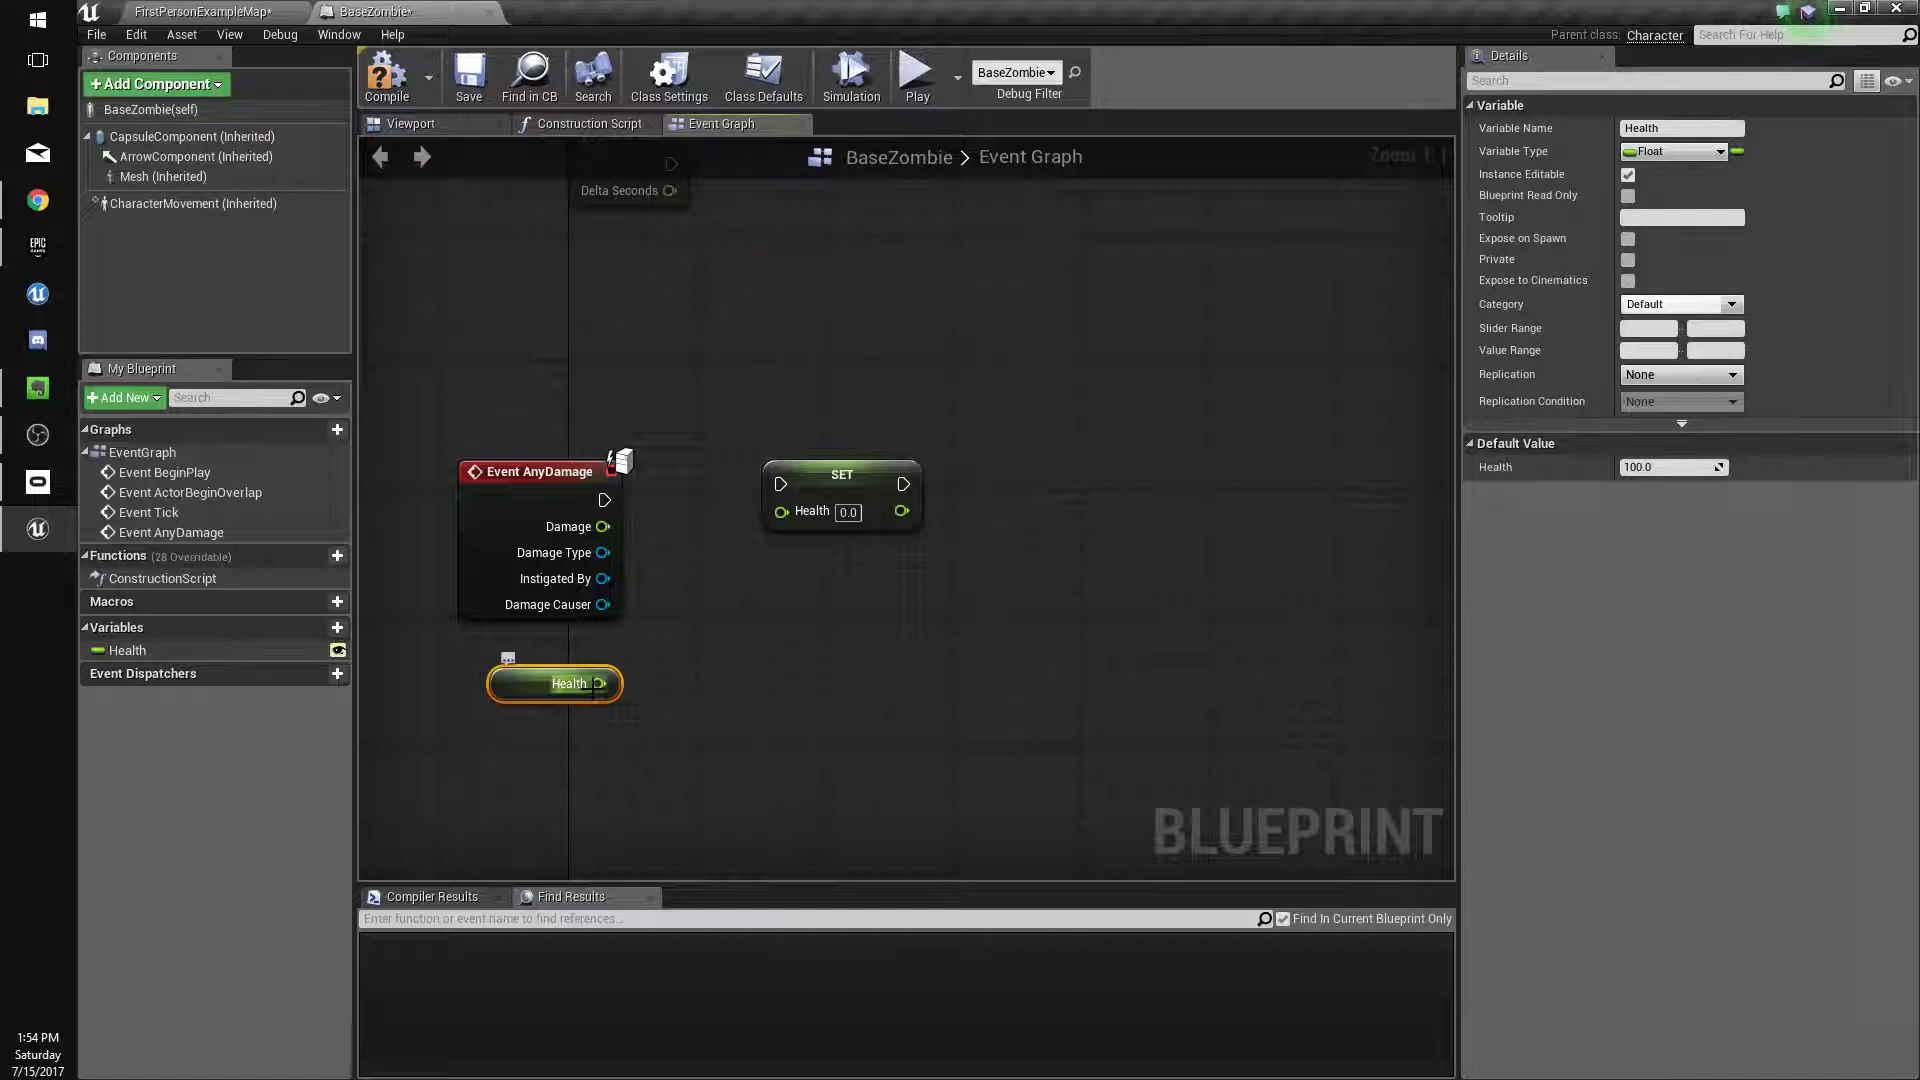 FirstPersonExampleMap*
BaseZombie*
File Edit Asset Debug View Window Help
Parent class: Character
Search For Help
Components
+ Add Component
BaseZombie(self)
CapsuleComponent (Inherited)
ArrowComponent (Inherited)
Mesh (Inherited)
CharacterMovement (Inherited)
My Blueprint
+ Add New
Search
Graphs
EventGraph
Event BeginPlay
Event ActorBeginOverlap
Event Tick
Event AnyDamage
Functions (28 Overridable)
ConstructionScript
Macros
Variables
Health
Event Dispatchers
Compile
Save
Find in CB
Search
Class Settings
Class Defaults
Simulation
Play
BaseZombie
Debug Filter
Viewport
Construction Script
Event Graph
BaseZombie > Event Graph
Zoom 1:1
Delta Seconds
Event AnyDamage
Damage
Damage Type
Instigated By
Damage Causer
SET
Health 0.0
Health
BLUEPRINT
Compiler Results
Find Results
Enter function or event name to find references...
Find In Current Blueprint Only
Details
Search
Variable
Variable Name Health
Variable Type Float
Instance Editable
Blueprint Read Only
Tooltip
Expose on Spawn
Private
Expose to Cinematics
Category Default
Slider Range
Value Range
Replication None
Replication Condition None
Default Value
Health 100.0
EPIC
GAMES
1:54 PM
Saturday
7/15/2017